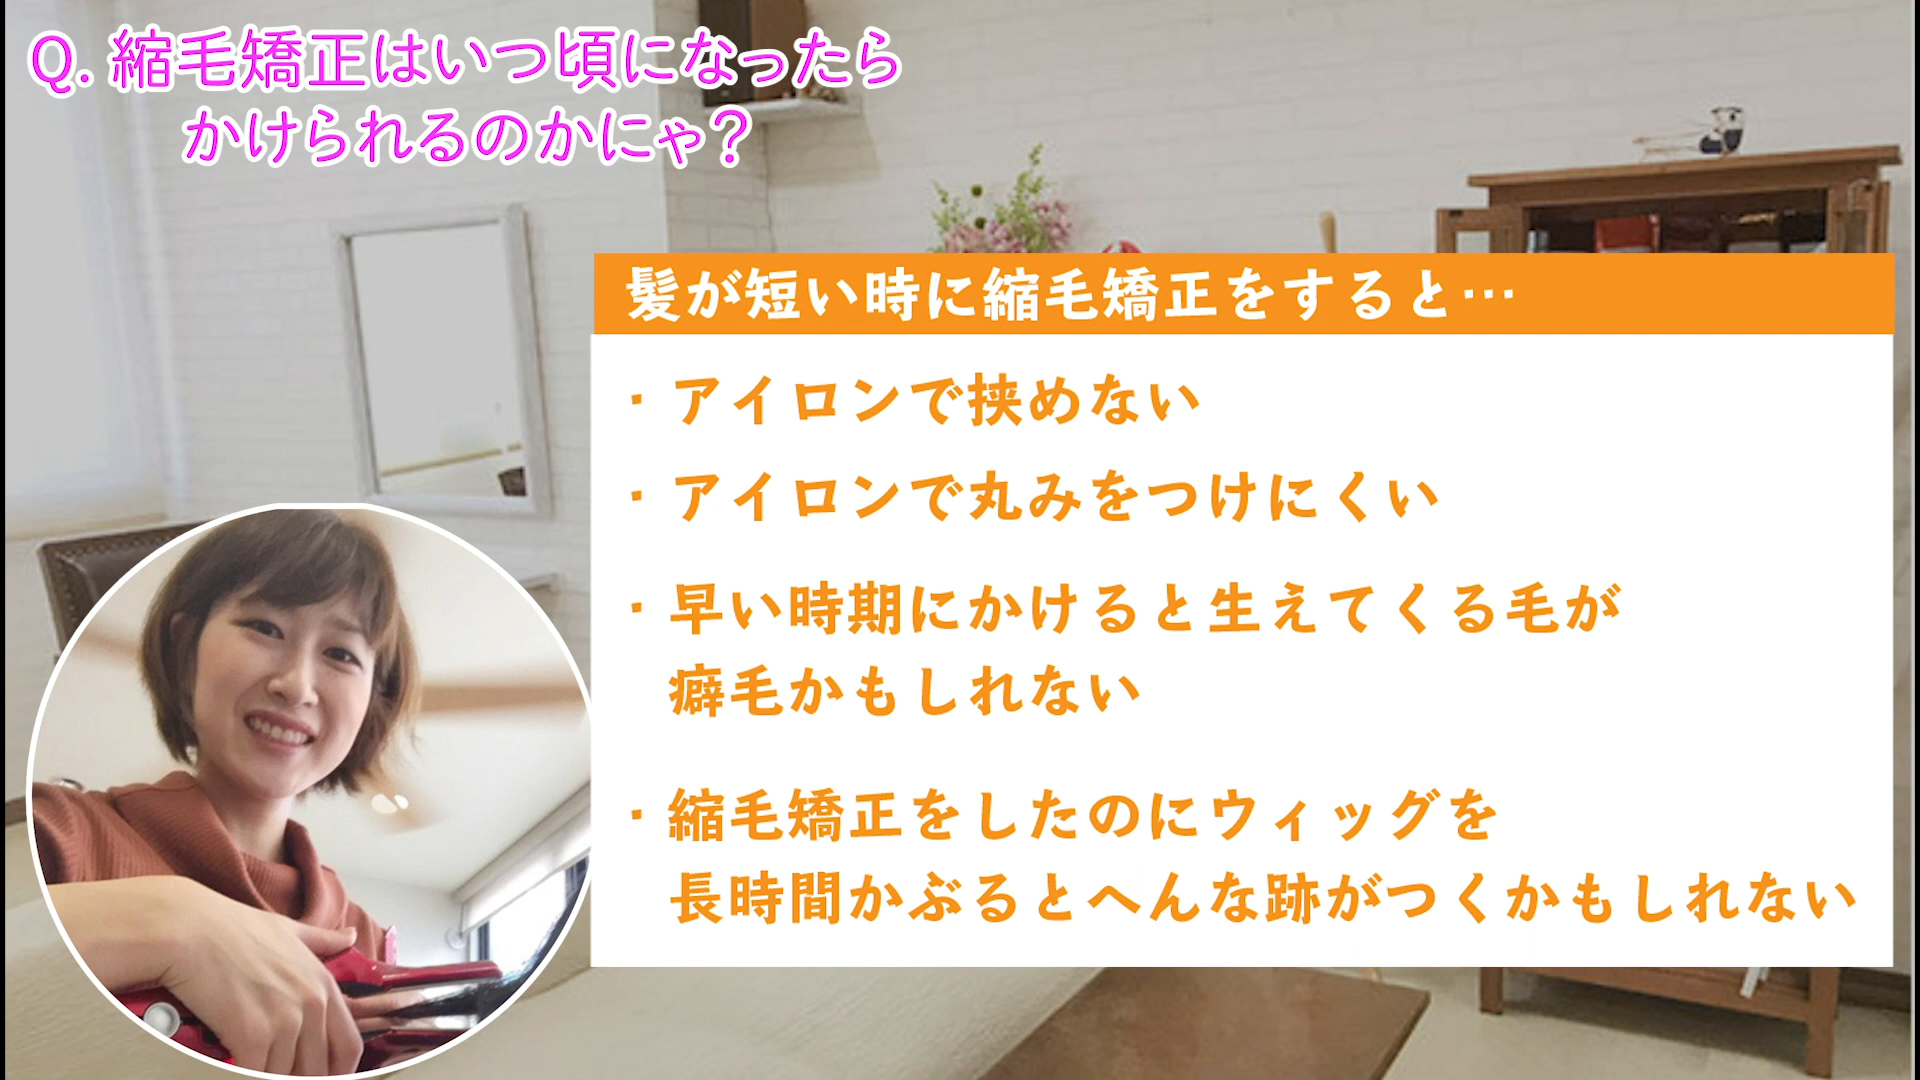 Q. 縮毛矯正はいつ頃になったら
かけられるのかにゃ？
髪が短い時に縮毛矯正をすると…
・アイロンで挟めない
・アイロンで丸みをつけにくい
・早い時期にかけると生えてくる毛が
癖毛かもしれない
・縮毛矯正をしたのにウィッグを
長時間かぶるとへんな跡がつくかもしれない